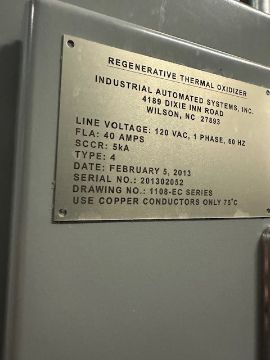 REGENERATIVE THERMAL OXIDIZER
INDUSTRIAL AUTOMATED SYSTEMS, INC.
4189 DIXIE INN ROAD
WILSON, NC 27893
LINE VOLTAGE: 120 VAC, 1 PHASE, 60 HZ
FLA: 40 AMPS
SCCR: 5kA
TYPE: 4
DATE: FEBRUARY 5, 2013
SERIAL NO.: 201302052
DRAWING NO.: 1108-EC SERIES
USE COPPER CONDUCTORS ONLY 75°C